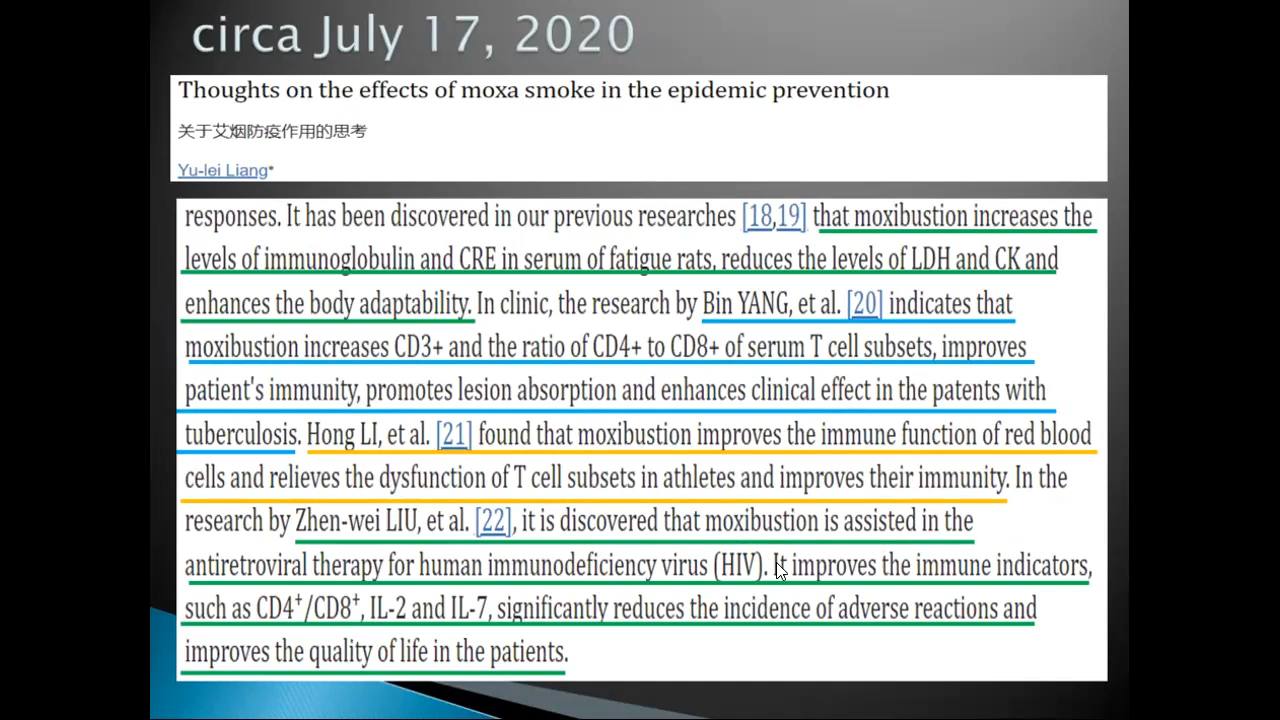 circa July 17, 2020
Thoughts on the effects of moxa smoke in the epidemic prevention
关于艾烟防疫作用的思考
Yu-lei Liang*
responses. It has been discovered in our previous researches [18,19] that moxibustion increases the
levels of immunoglobulin and CRE in serum of fatigue rats, reduces the levels of LDH and CK and
enhances the body adaptability. In clinic, the research by Bin YANG, et al. [20] indicates that
moxibustion increases CD3+ and the ratio of CD4+ to CD8+ of serum T cell subsets, improves
patient's immunity, promotes lesion absorption and enhances clinical effect in the patents with
tuberculosis. Hong LI, et al. [21] found that moxibustion improves the immune function of red blood
cells and relieves the dysfunction of T cell subsets in athletes and improves their immunity. In the
research by Zhen-wei LIU, et al. [22], it is discovered that moxibustion is assisted in the
antiretroviral therapy for human immunodeficiency virus (HIV). It improves the immune indicators,
such as CD4⁺/CD8⁺, IL-2 and IL-7, significantly reduces the incidence of adverse reactions and
improves the quality of life in the patients.